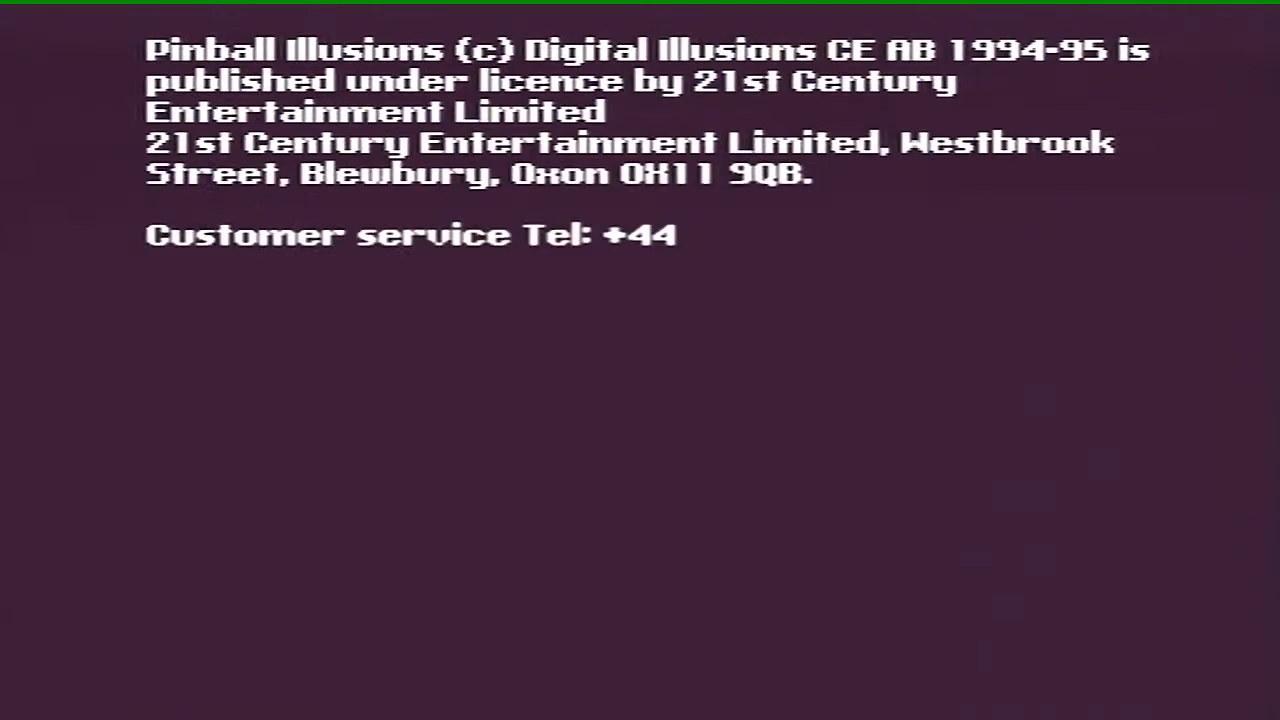 Pinball Illusions (c) Digital Illusions CE AB 1994-95 is
published under licence by 21st Century
Entertainment Limited
21st Century Entertainment Limited, Westbrook
Street, Blewbury, Oxon OX11 9QB.
Customer service Tel: +44